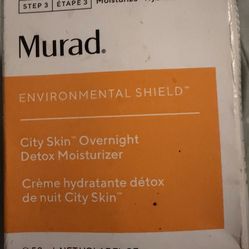 STEP 3 | ÉTAPE 3
Murad.
ENVIRONMENTAL SHIELD™
City Skin™ Overnight
Detox Moisturizer
Crème hydratante détox
de nuit City Skin™